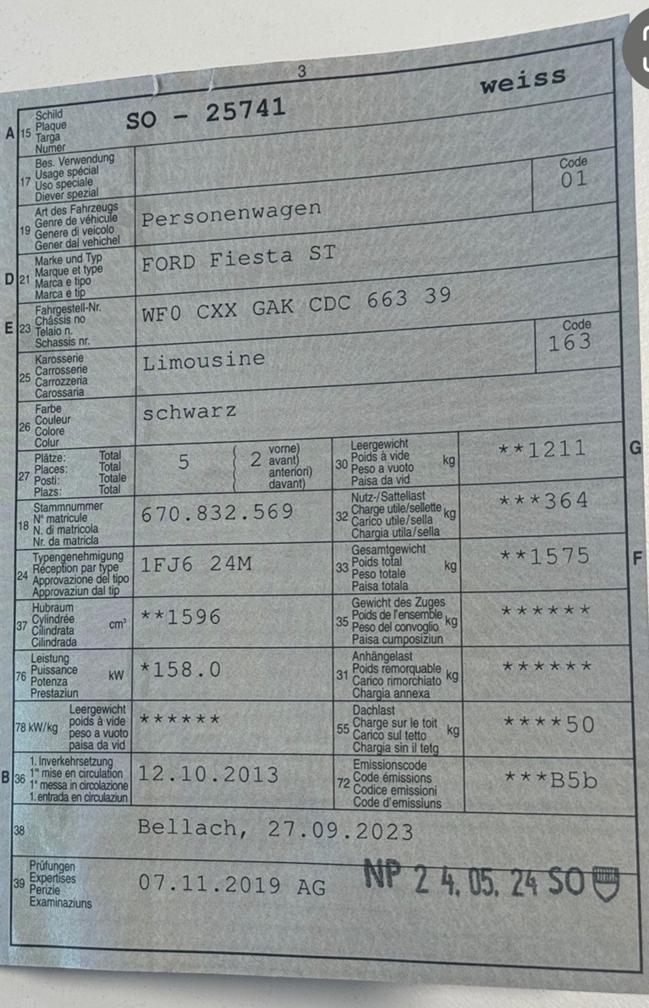 3
A 15 Schild
Plaque
Targa
Numer
SO - 25741 weiss
17 Bes. Verwendung
Usage spécial
Uso speciale
Diever spezial
19 Art des Fahrzeugs
Genre de véhicule
Genere di veicolo
Gener dal vehichel
Personenwagen
Code
01
D 21 Marke und Typ
Marque et type
Marca e tipo
Marca e tip
FORD Fiesta ST
E 23 Fahrgestell-Nr.
Châssis no
Telaio n.
Schassis nr.
WF0 CXX GAK CDC 663 39
25 Karosserie
Carrosserie
Carrozzeria
Carossaria
Limousine
Code
163
26 Farbe
Couleur
Colore
Colur
schwarz
27 Plätze: Total
Places: Total
Posti: Totale
Plazs: Total
5 ( 2 vorne)
avant)
anteriori)
davant)
30 Leergewicht
Poids à vide
Peso a vuoto
Paisa da vid
kg
**1211 G
18 Stammnummer
N° matricule
N. di matricola
Nr. da matricla
670.832.569
32 Nutz-/Sattellast
Charge utile/sellette
Carico utile/sella
Chargia utila/sella
kg
***364
24 Typengenehmigung
Réception par type
Approvazione del tipo
Approvaziun dal tip
1FJ6 24M
33 Gesamtgewicht
Poids total
Peso totale
Paisa totala
kg
**1575 F
37 Hubraum
Cylindrée
Cilindrata
Cilindrada
cm³
**1596
35 Gewicht des Zuges
Poids de l'ensemble
Peso del convoglio
Paisa cumposiziun
kg
******
76 Leistung
Puissance
Potenza
Prestaziun
kW
*158.0
31 Anhängelast
Poids remorquable
Carico rimorchiato
Chargia annexa
kg
******
78 kW/kg Leergewicht
poids à vide
peso a vuoto
paisa da vid
******
55 Dachlast
Charge sur le toit
Carico sul tetto
Chargia sin il tetg
kg
****50
B 36 1. Inverkehrsetzung
1re mise en circulation
1a messa in circolazione
1. entrada en circulaziun
12.10.2013
72 Emissionscode
Code émissions
Codice emissioni
Code d'emissiuns
***B5b
38 Bellach, 27.09.2023
39 Prüfungen
Expertises
Perizie
Examinaziuns
07.11.2019 AG NP 24.05.24 SO